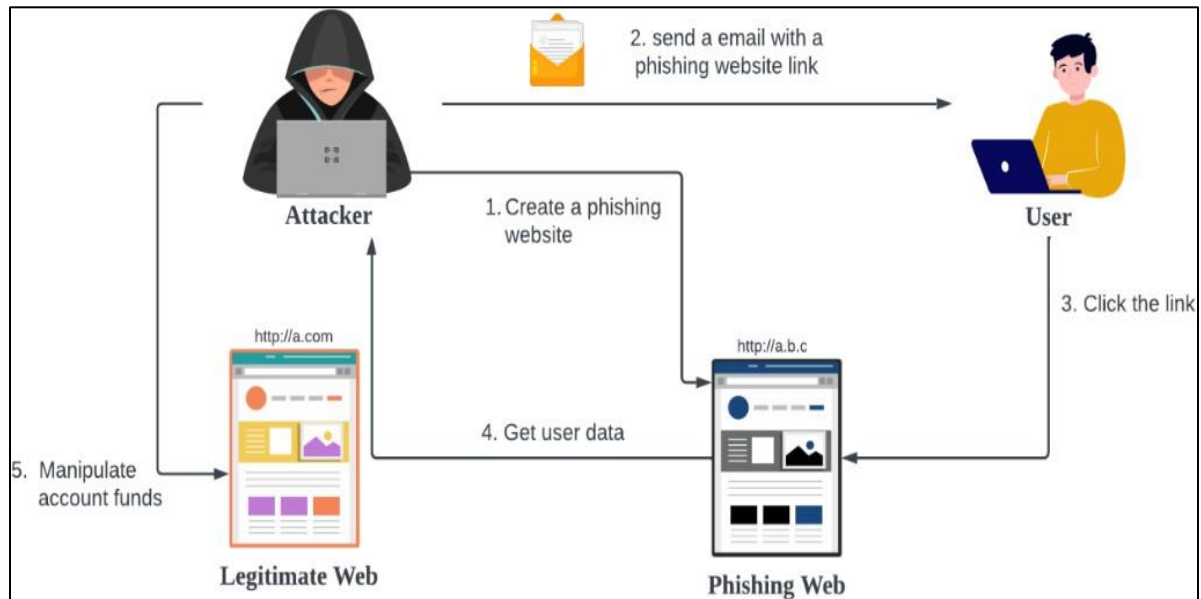 2. send a email with a
phishing website link
Attacker
User
1. Create a phishing
website
3. Click the link
http://a.com
http://a.b.c
4. Get user data
5. Manipulate
account funds
Legitimate Web
Phishing Web